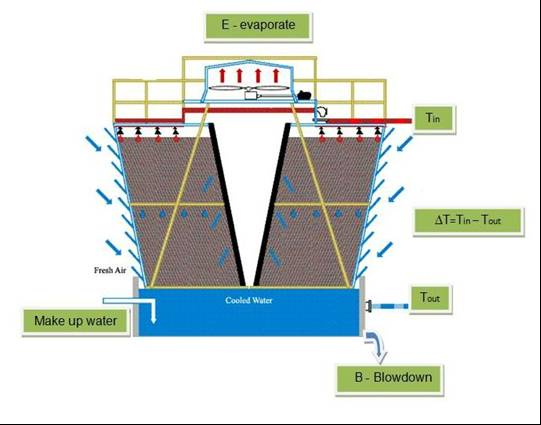 E - evaporate
Tin
ΔT=Tin – Tout
Fresh Air
Cooled Water
Tout
Make up water
B - Blowdown